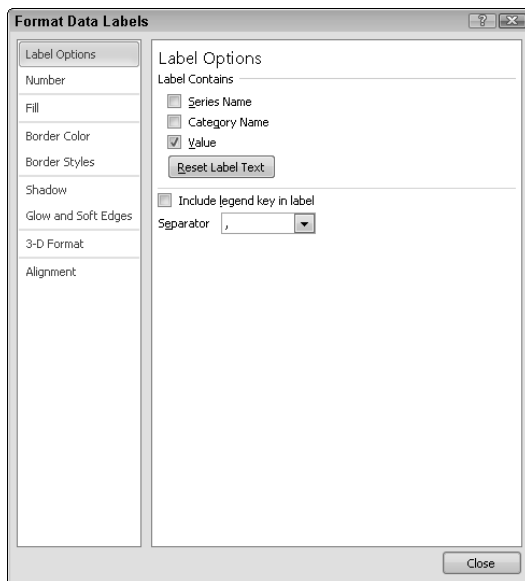 Format Data Labels
Label Options
Number
Fill
Border Color
Border Styles
Shadow
Glow and Soft Edges
3-D Format
Alignment
Label Options
Label Contains
Series Name
Category Name
Value
Reset Label Text
Include legend key in label
Separator ,
Close